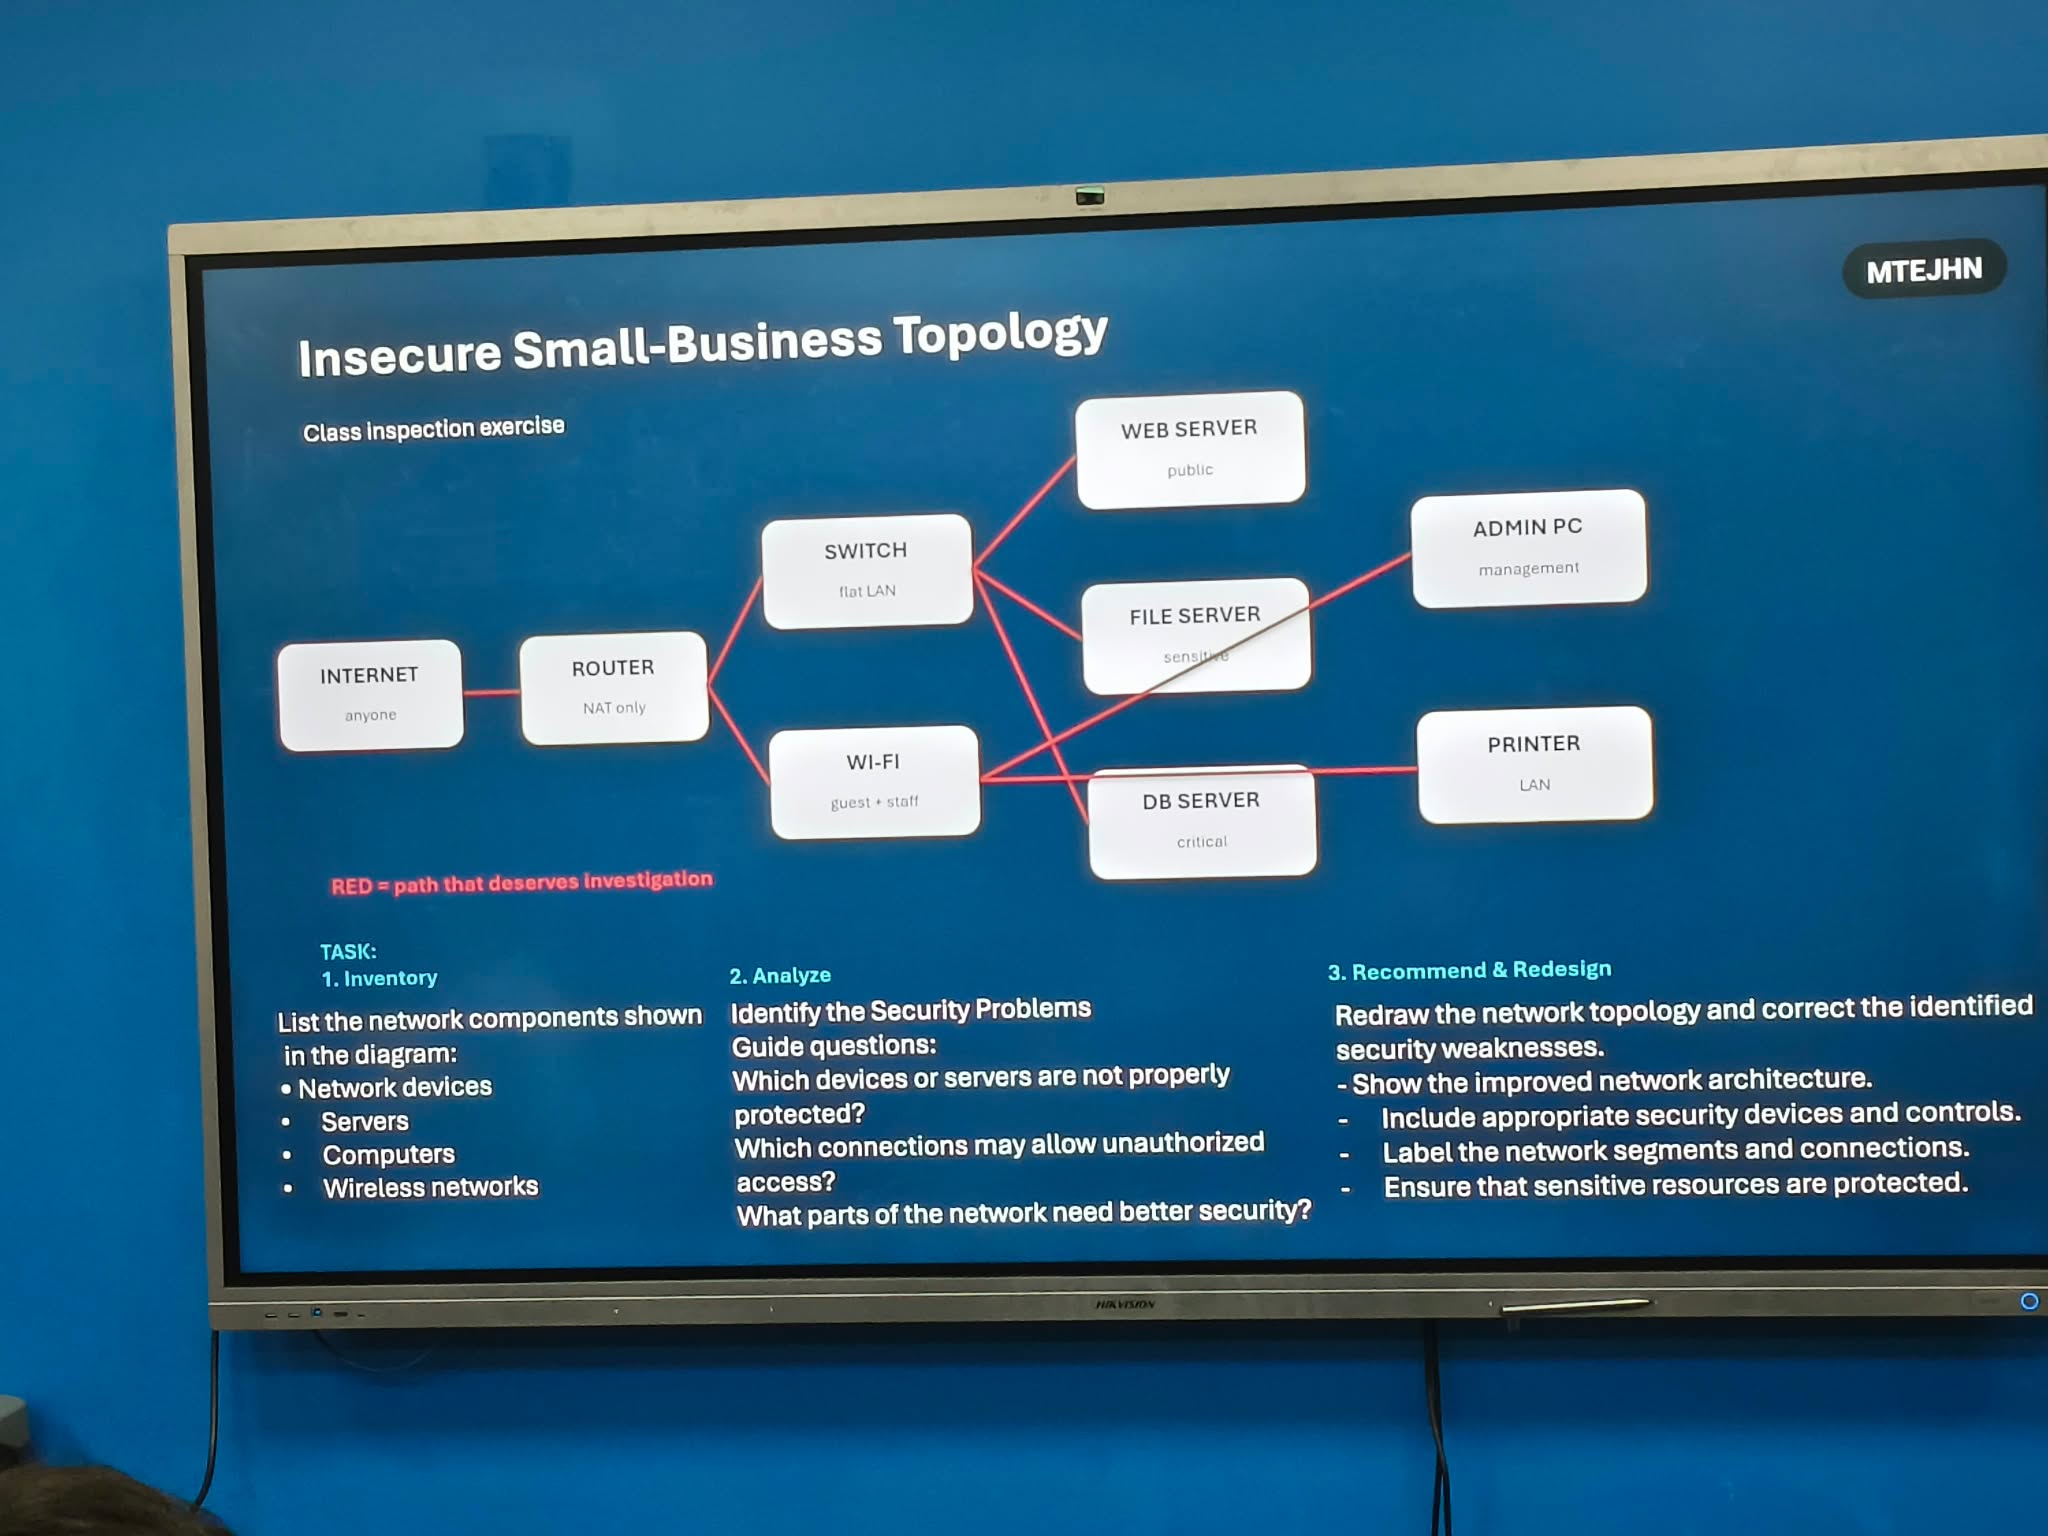 MTEJHN
Insecure Small-Business Topology
Class inspection exercise
WEB SERVER
public
SWITCH
flat LAN
ADMIN PC
management
FILE SERVER
sensitive
INTERNET
anyone
ROUTER
NAT only
WI-FI
guest + staff
PRINTER
LAN
DB SERVER
critical
RED = path that deserves investigation
TASK:
1. Inventory
List the network components shown
in the diagram:
• Network devices
• Servers
• Computers
• Wireless networks
2. Analyze
Identify the Security Problems
Guide questions:
Which devices or servers are not properly
protected?
Which connections may allow unauthorized
access?
What parts of the network need better security?
3. Recommend & Redesign
Redraw the network topology and correct the identified
security weaknesses.
- Show the improved network architecture.
- Include appropriate security devices and controls.
- Label the network segments and connections.
- Ensure that sensitive resources are protected.
HIKVISION